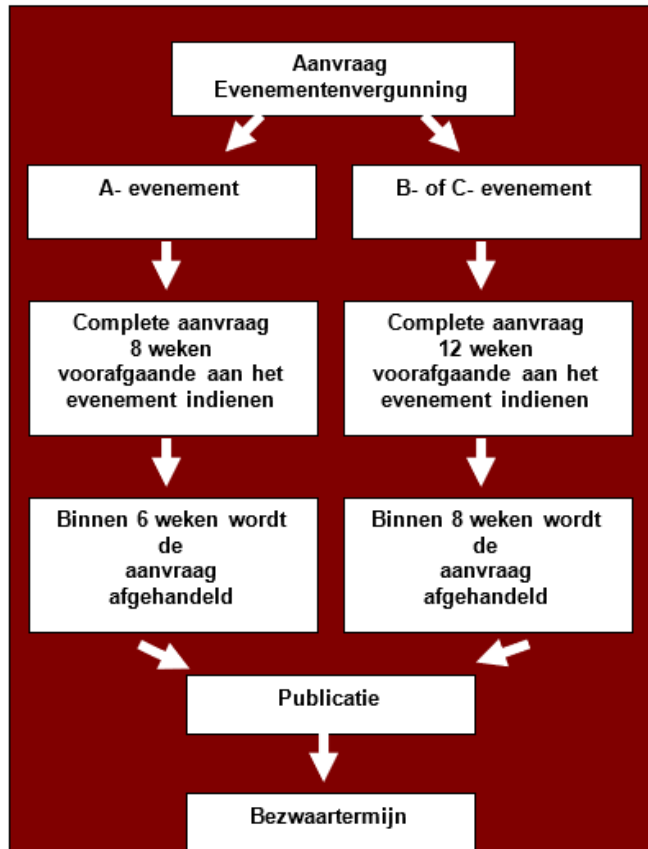 Aanvraag
Evenementenvergunning
A- evenement
B- of C- evenement
Complete aanvraag
8 weken
voorafgaande aan het
evenement indienen
Complete aanvraag
12 weken
voorafgaande aan het
evenement indienen
Binnen 6 weken wordt
de
aanvraag
afgehandeld
Binnen 8 weken wordt
de
aanvraag
afgehandeld
Publicatie
Bezwaartermijn